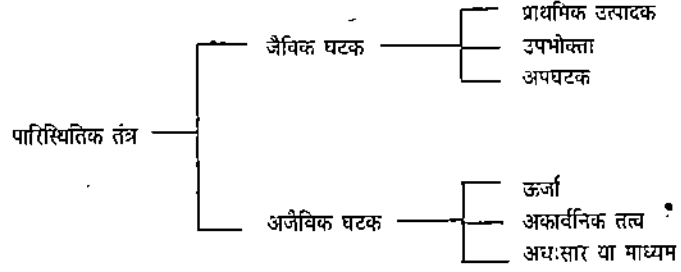 प्राथमिक उत्पादक
जैविक घटक
उपभोक्ता
अपघटक
पारिस्थितिक तंत्र
ऊर्जा
अजैविक घटक
अकार्बनिक तत्व
अधःसार या माध्यम